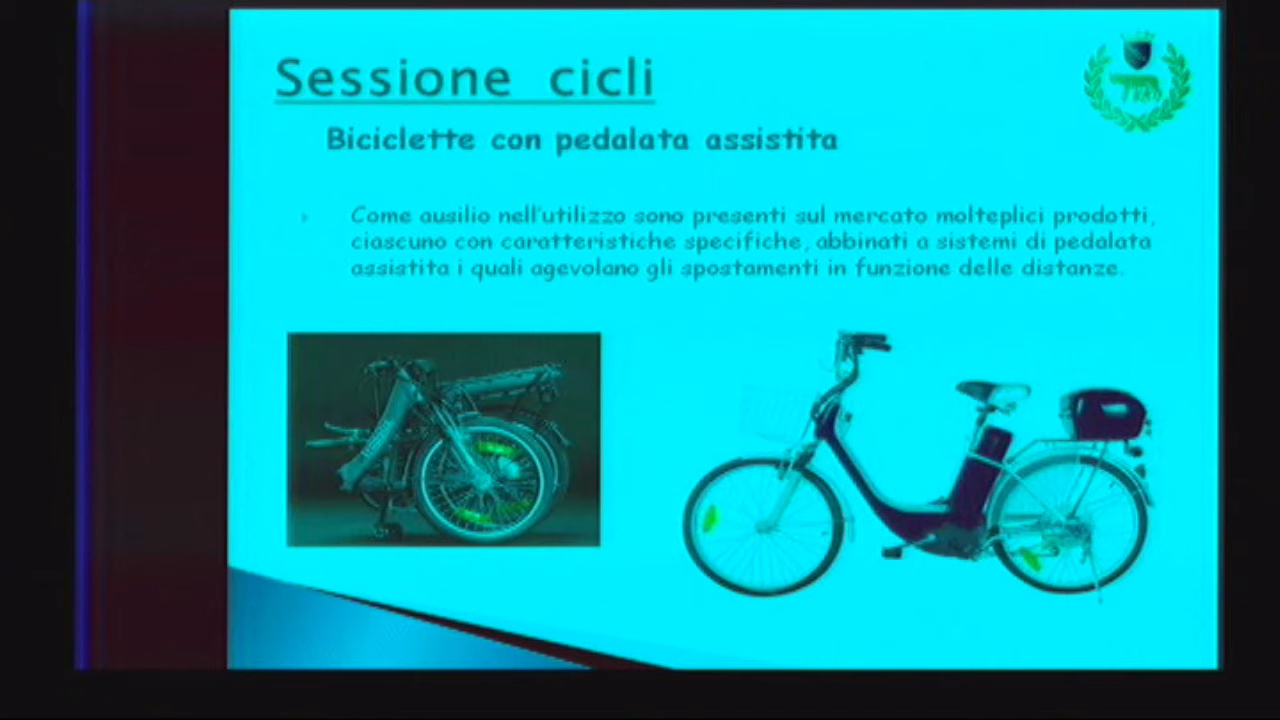 Sessione cicli
Biciclette con pedalata assistita
Come ausilio nell'utilizzo sono presenti sul mercato molteplici prodotti,
ciascuno con caratteristiche specifiche, abbinati a sistemi di pedalata
assistita i quali agevolano gli spostamenti in funzione delle distanze.